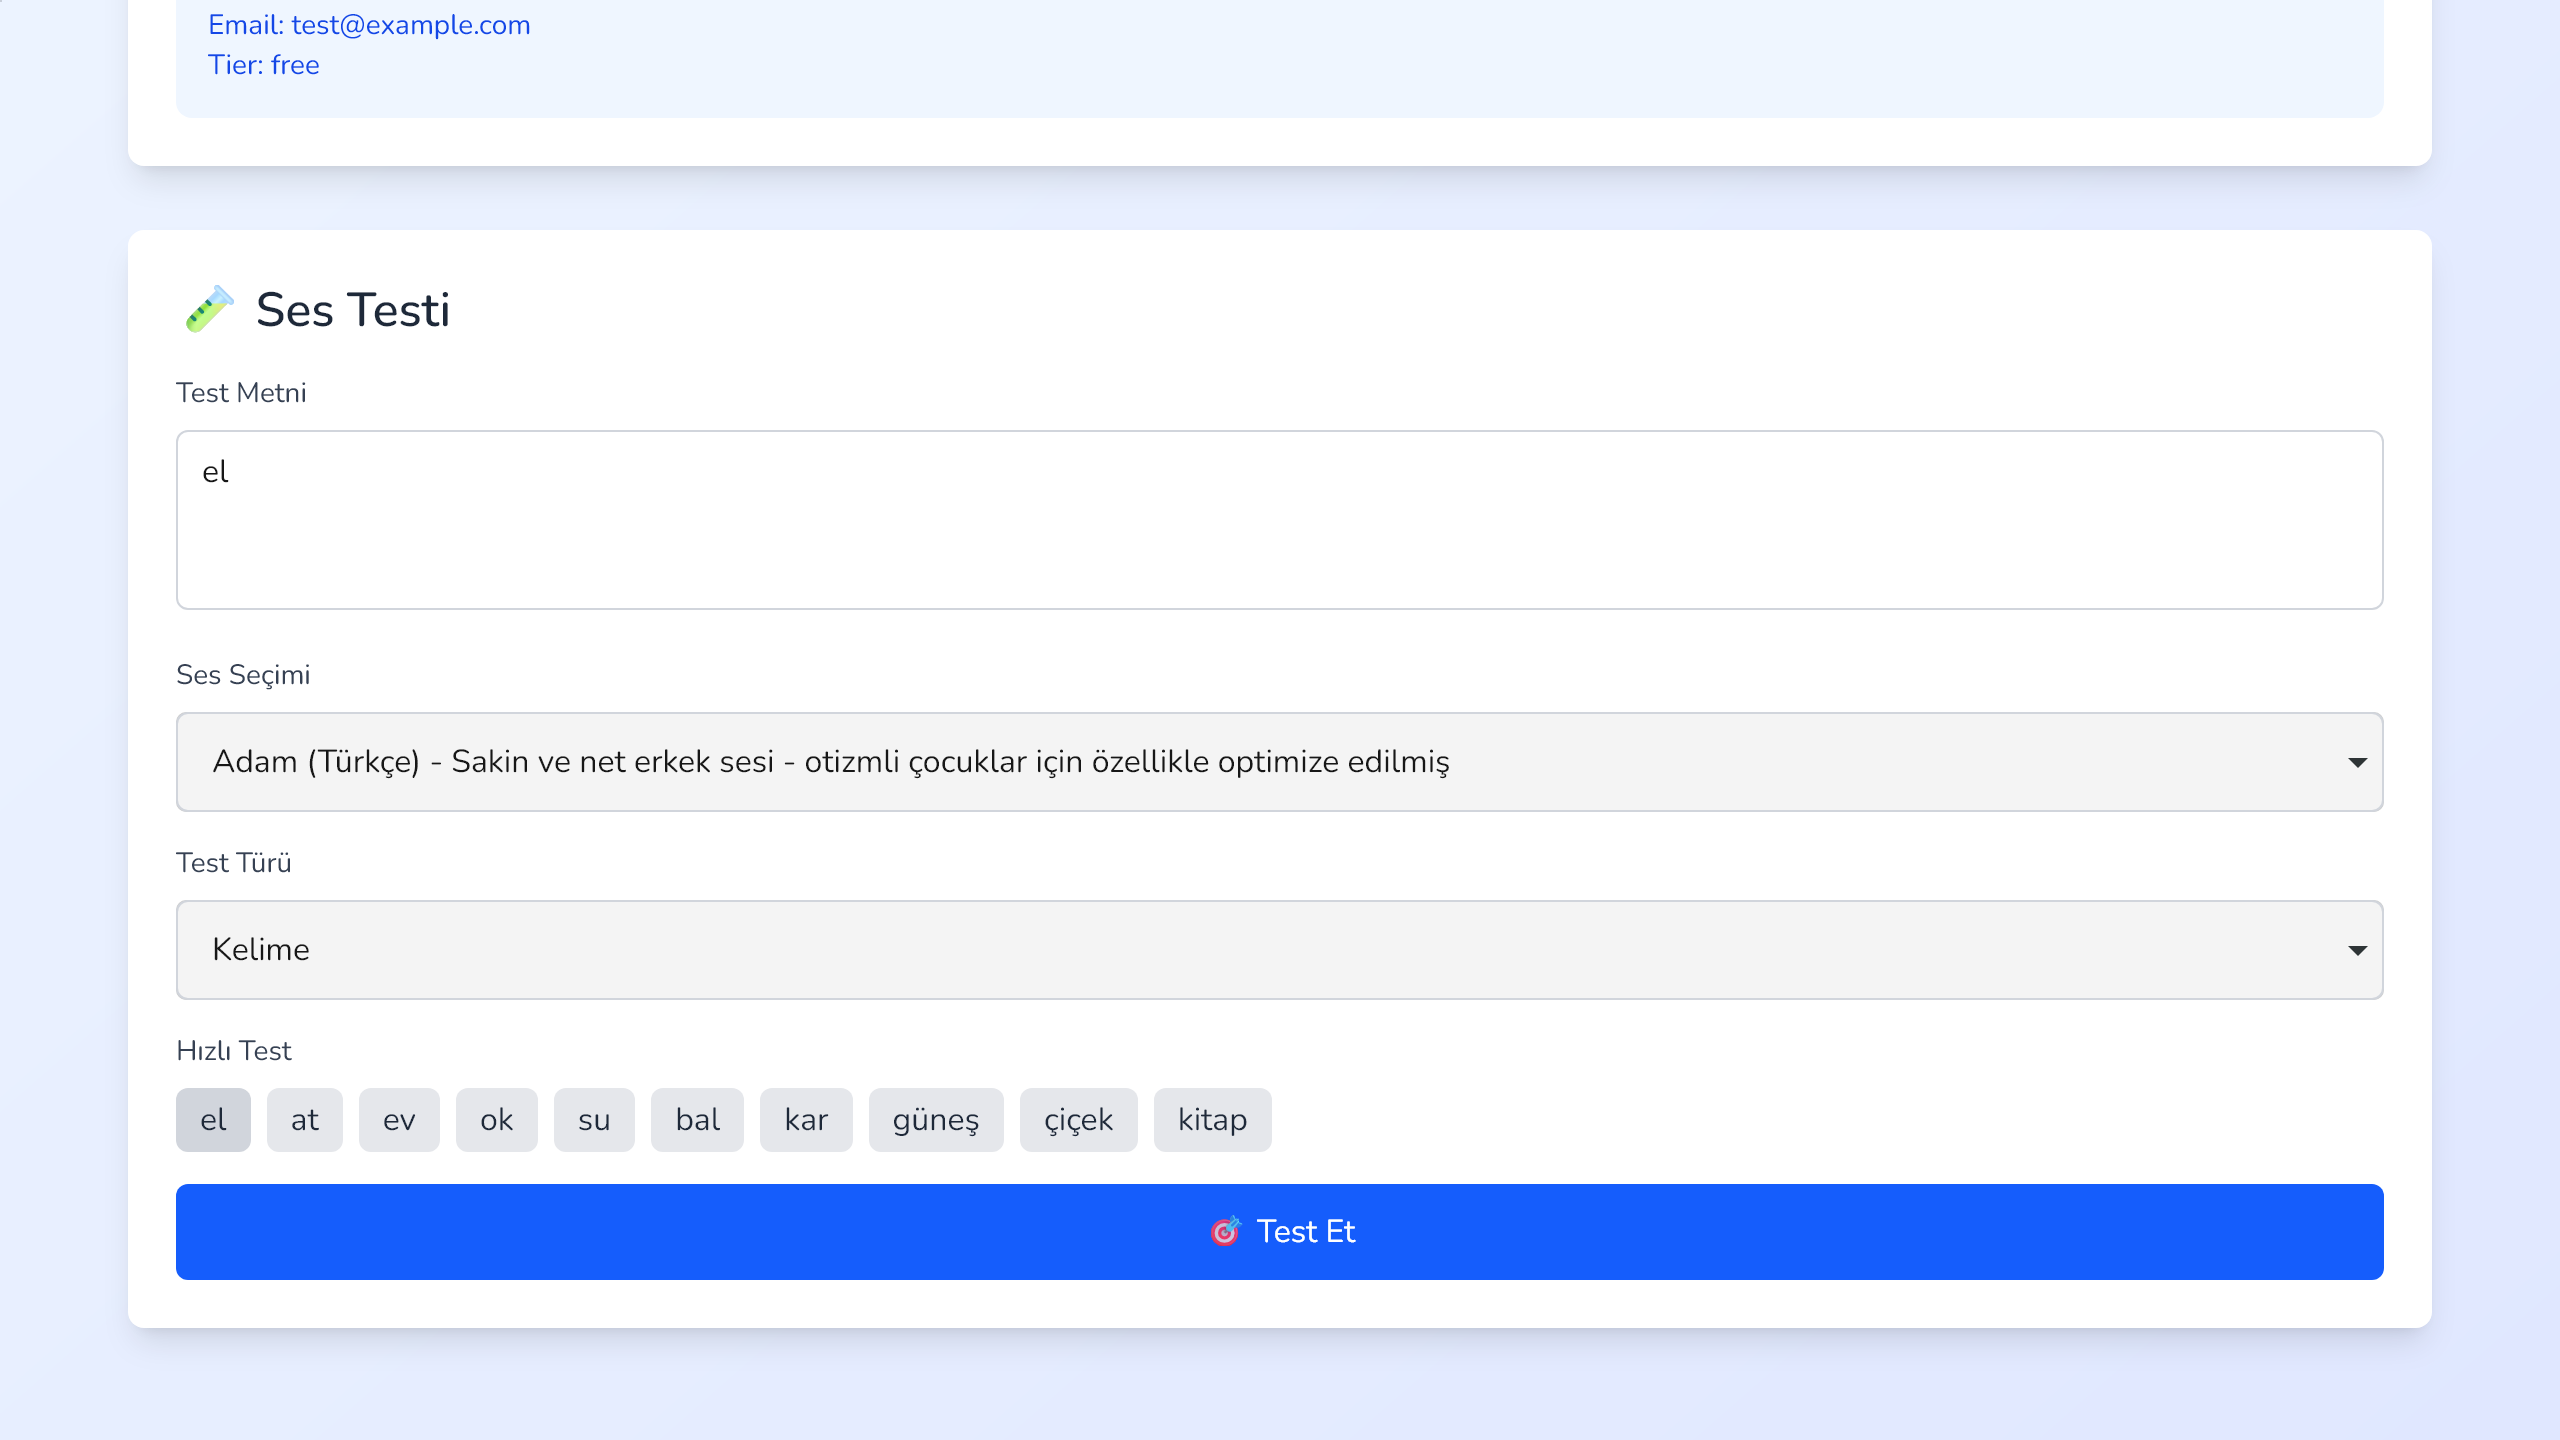 Email: test@example.com
Tier: free
Ses Testi
Test Metni
el
Ses Seçimi
Adam (Türkçe) - Sakin ve net erkek sesi - otizmli çocuklar için özellikle optimize edilmiş
Test Türü
Kelime
Hızlı Test
el at ev ok su bal kar güneş çiçek kitap
Test Et